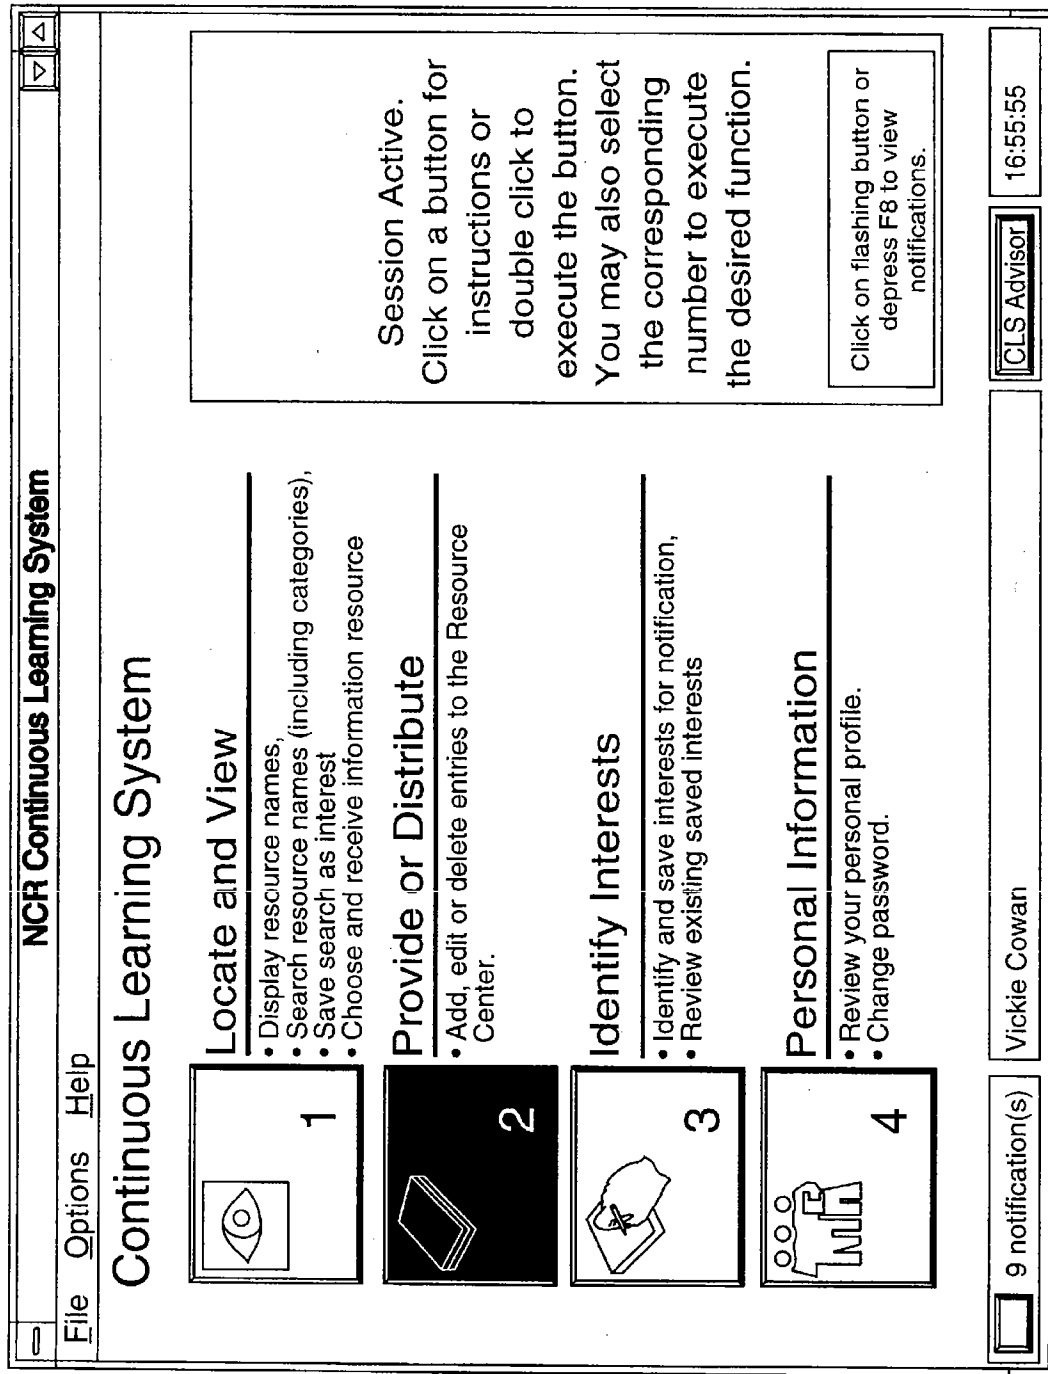 NCR Continuous Learning System
File Options Help
Continuous Learning System
1
Locate and View
• Display resource names,
• Search resource names (including categories),
• Save search as interest
• Choose and receive information resource
2
Provide or Distribute
• Add, edit or delete entries to the Resource
Center.
3
Identify Interests
• Identify and save interests for notification,
• Review existing saved interests
4
Personal Information
• Review your personal profile.
• Change password.
Session Active.
Click on a button for
instructions or
double click to
execute the button.
You may also select
the corresponding
number to execute
the desired function.
Click on flashing button or
depress F8 to view
notifications.
9 notification(s)
Vickie Cowan
CLS Advisor
16:55:55